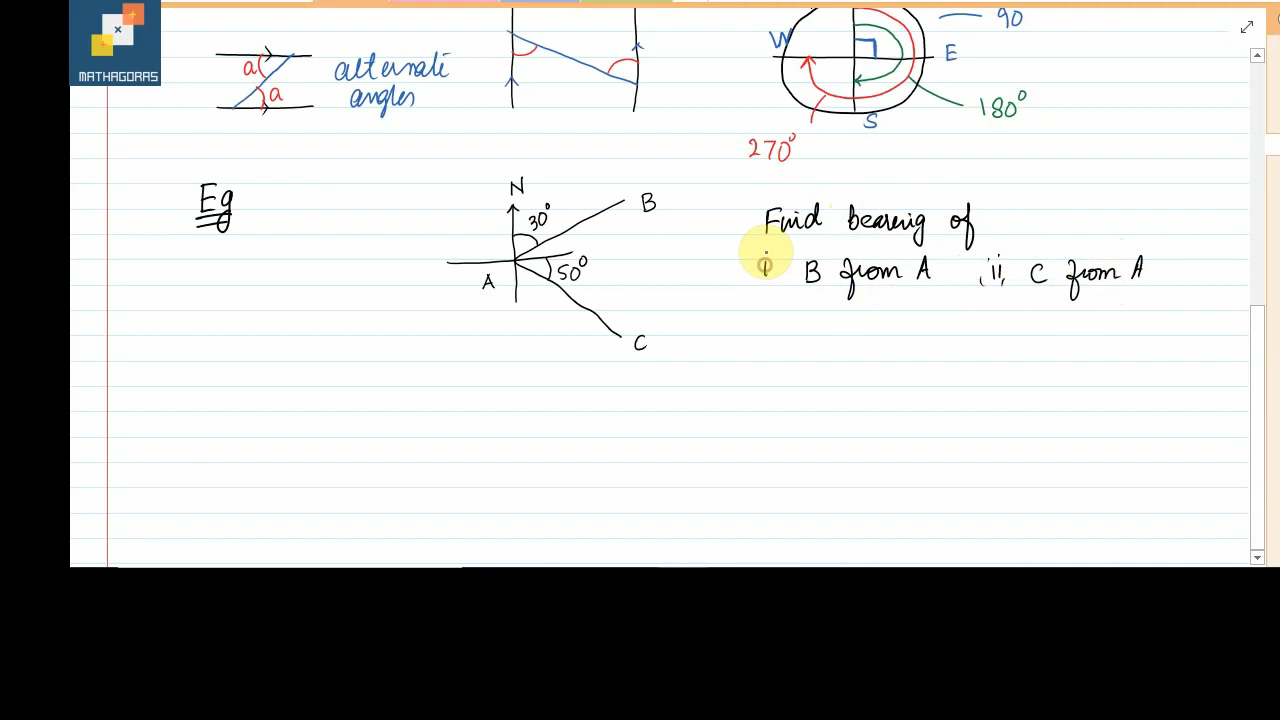 90
W
E
a
a
alternate
angles
180°
S
270°
MATHAGORAS
Eg
N
30°
B
Find bearing of
50°
A
i B from A ,ii, C from A
C